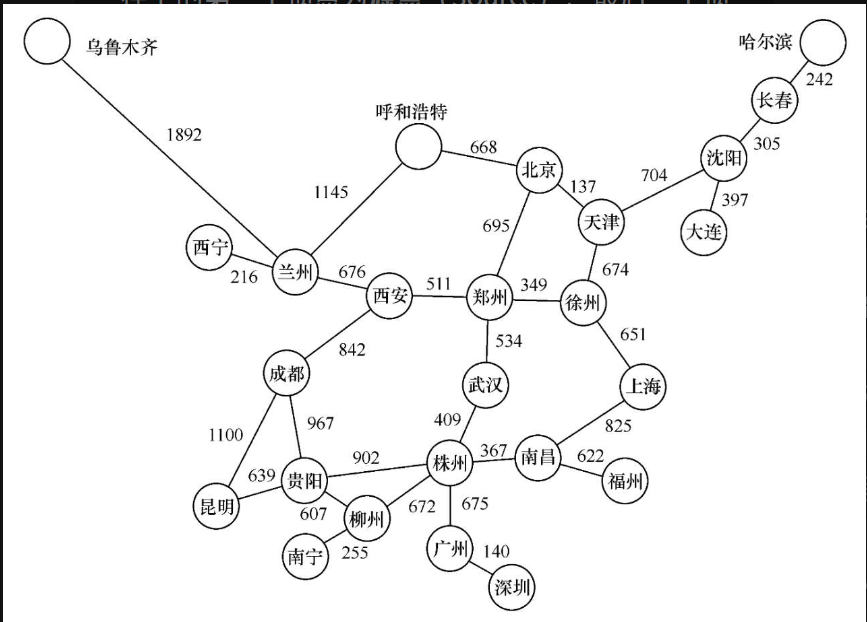 乌鲁木齐
哈尔滨
242
长春
呼和浩特
1892
668
305
沈阳
北京
704
137
397
1145
天津
695
大连
西宁
216
兰州
676
674
西安
511
郑州
349
徐州
534
651
842
成都
武汉
上海
967
409
825
1100
902
367
南昌
622
株州
639
贵阳
福州
昆明
607
672
675
柳州
南宁
255
广州
140
深圳